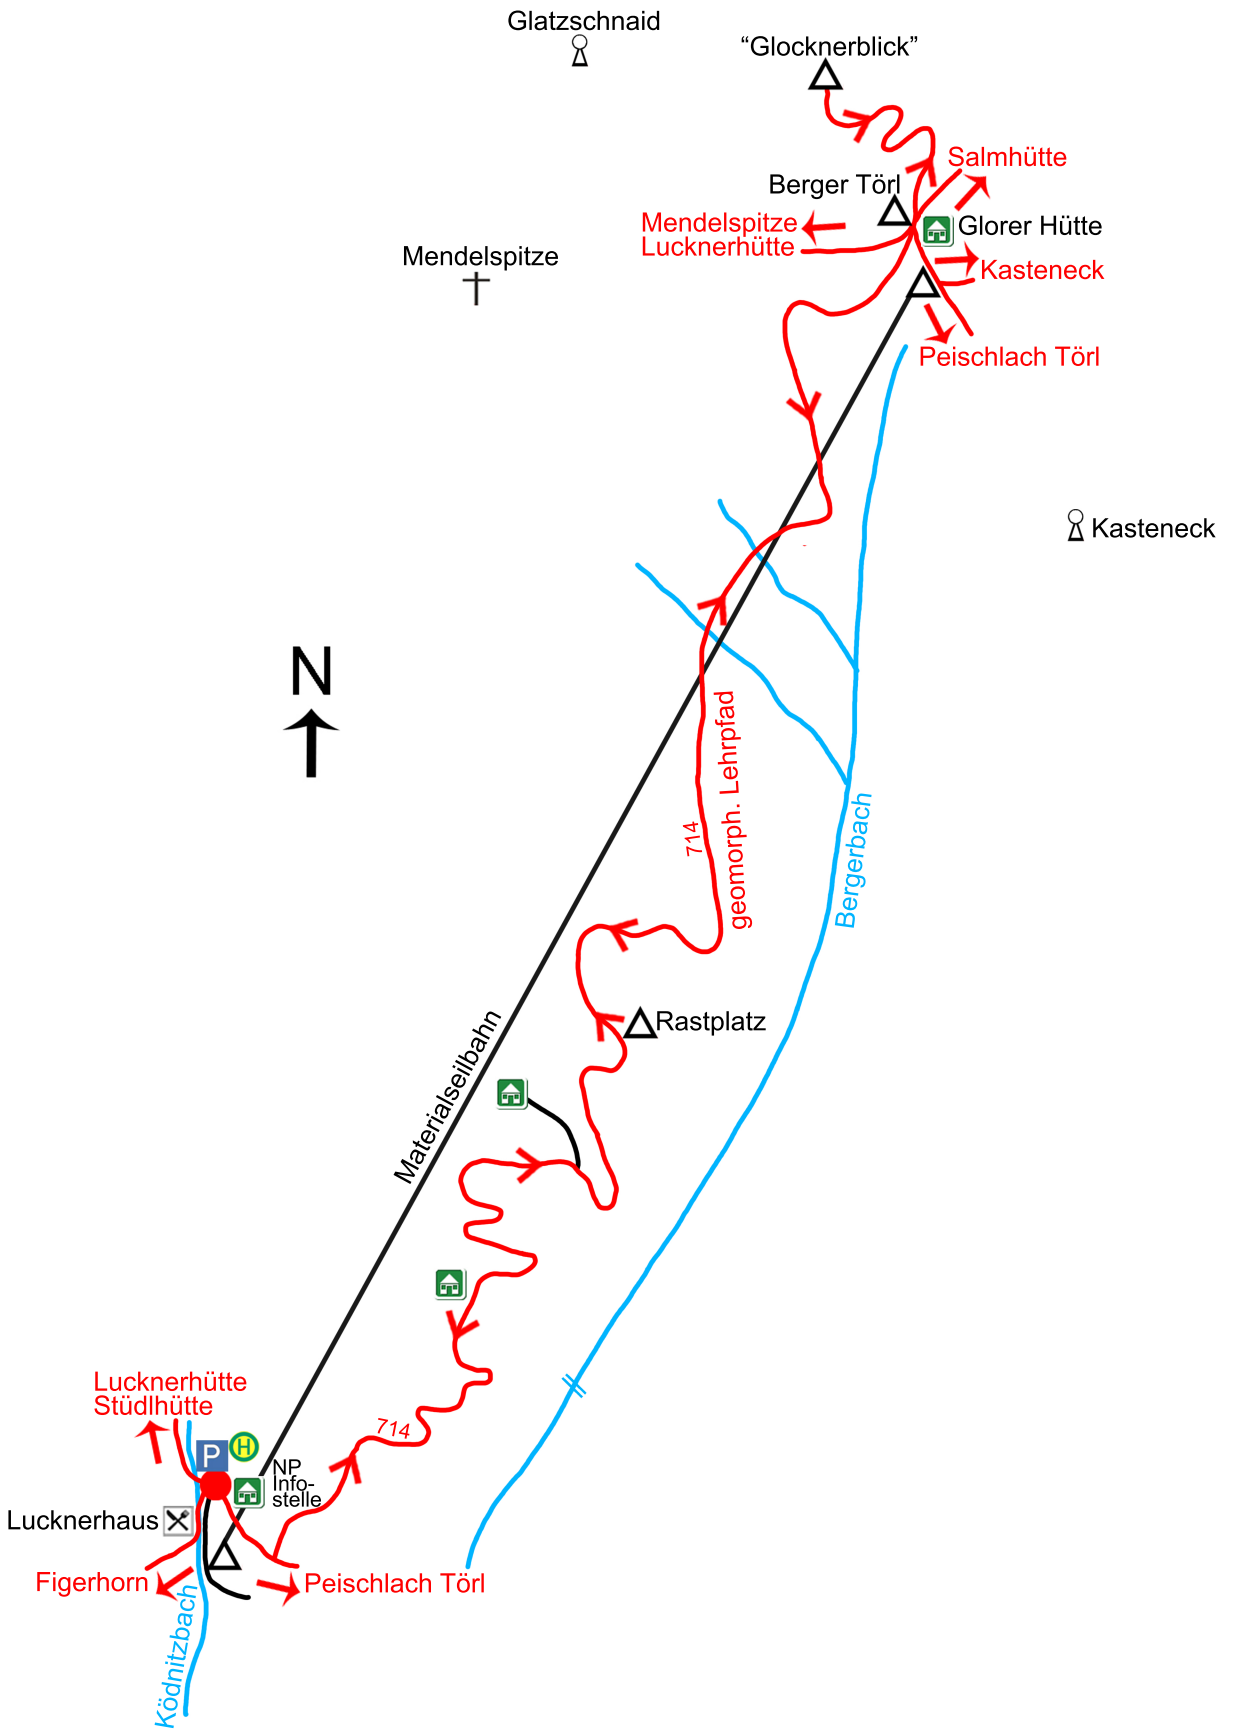 Glatzschnaid
“Glocknerblick”
Salmhütte
Berger Törl
Mendelspitze
Lucknerhütte
Glorer Hütte
Mendelspitze
Kasteneck
Peischlach Törl
Kasteneck
N
geomorph. Lehrpfad
714
Bergerbach
Rastplatz
Materialseilbahn
Lucknerhütte
Stüdlhütte
714
P
H
NP
Info-
stelle
Lucknerhaus
Figerhorn
Peischlach Törl
Ködnitzbach